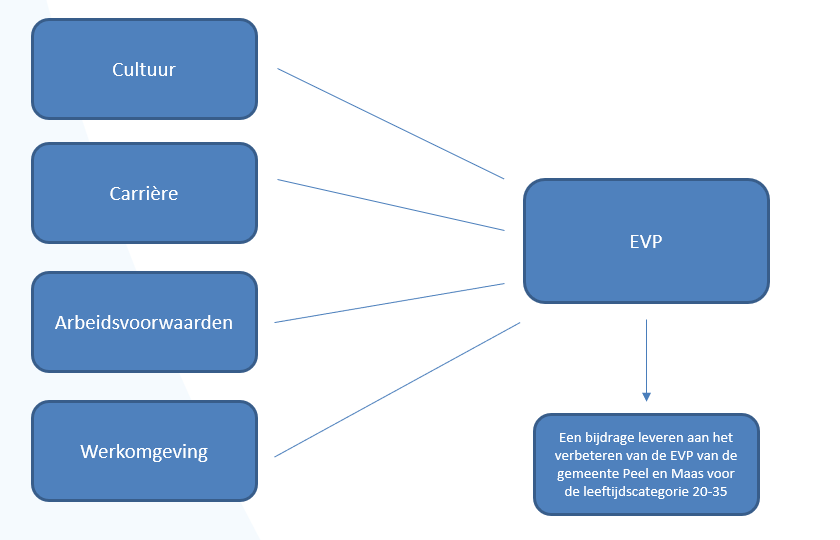 Cultuur
Carrière
Arbeidsvoorwaarden
Werkomgeving
EVP
Een bijdrage leveren aan het
verbeteren van de EVP van de
gemeente Peel en Maas voor
de leeftijdscategorie 20-35